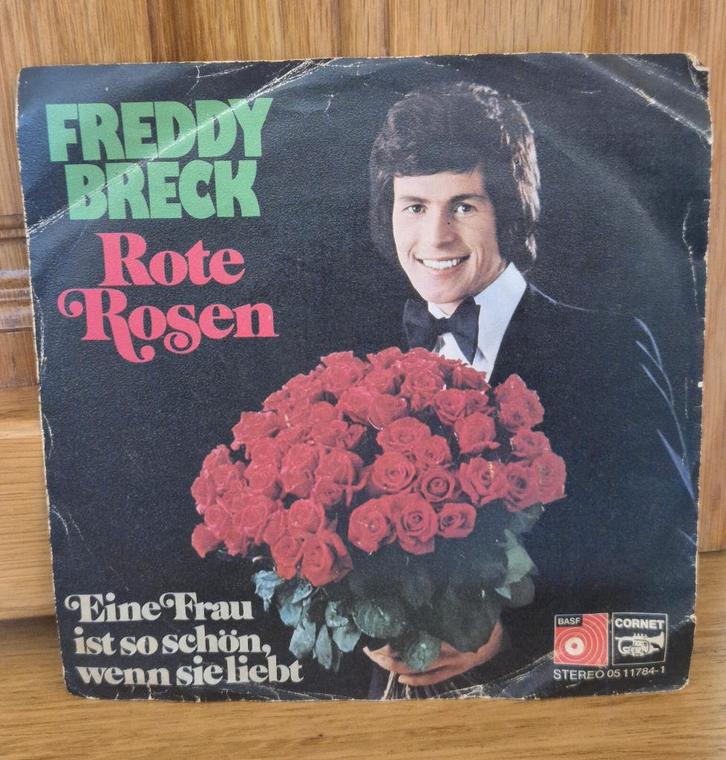 FREDDY
BRECK
Rote
Rosen
Eine Frau
ist so schön,
wenn sie liebt
BASF
CORNET
STEREO 05 11784-1